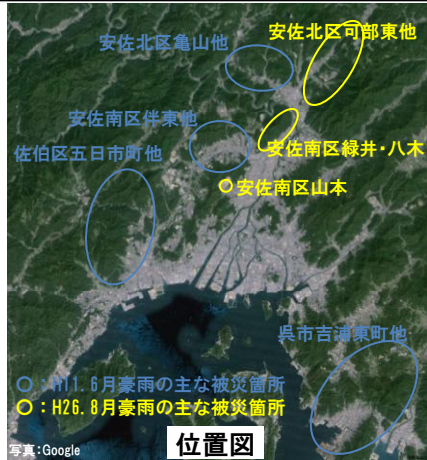 安佐北区可部東他
安佐北区亀山他
安佐南区伴東他
安佐南区緑井・八木
佐伯区五日市町他
安佐南区山本
呉市吉浦東町他
○：H11.6月豪雨の主な被災箇所
○：H26.8月豪雨の主な被災箇所
写真：Google
位置図